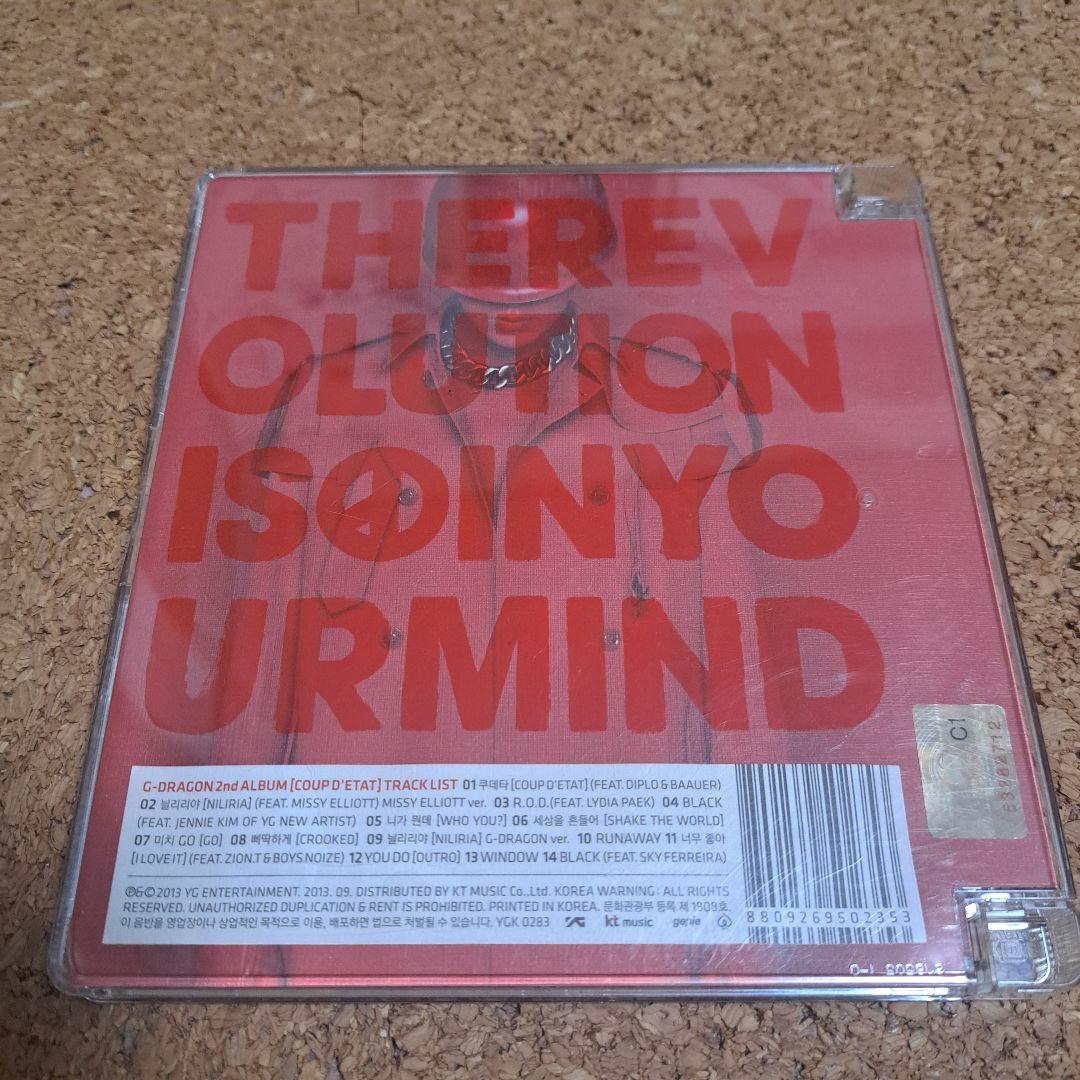 THEREV
OLUTION
ISINYO
URMIND
C1
53982712
G-DRAGON 2nd ALBUM [COUP D'ETAT] TRACK LIST 01 쿠데타 [COUP D'ETAT] (FEAT. DIPLO & BAAUER)
02 늴리리야 [NILIRIA] (FEAT. MISSY ELLIOTT) MISSY ELLIOTT ver. 03 R.O.D. (FEAT. LYDIA PAEK) 04 BLACK
(FEAT. JENNIE KIM OF YG NEW ARTIST) 05 니가 뭔데 [WHO YOU?] 06 세상을 흔들어 [SHAKE THE WORLD]
07 미치 GO [GO] 08 삐딱하게 [CROOKED] 09 늴리리야 [NILIRIA] G-DRAGON ver. 10 RUNAWAY 11 너무 좋아
[I LOVE IT] (FEAT. ZION.T & BOYS NOIZE) 12 YOU DO [OUTRO] 13 WINDOW 14 BLACK (FEAT. SKY FERREIRA)
℗&© 2013 YG ENTERTAINMENT. 2013. 09. DISTRIBUTED BY KT MUSIC Co.,Ltd. KOREA WARNING : ALL RIGHTS
RESERVED. UNAUTHORIZED DUPLICATION & RENT IS PROHIBITED. PRINTED IN KOREA. 문화관광부 등록 제 1909호.
이 음반을 영업장이나 상업적인 목적으로 이용, 배포하면 법으로 처벌될 수 있습니다. YGK 0283 YG kt music genie
8809269502353